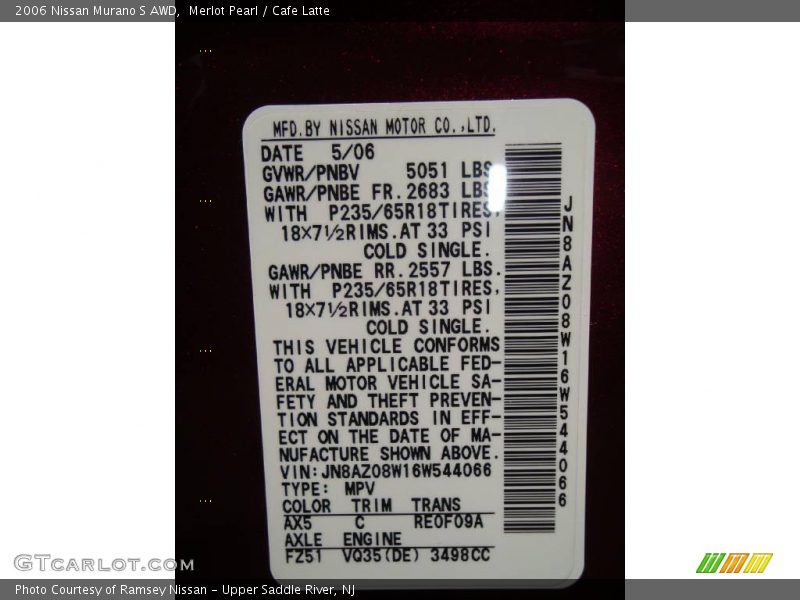 2006 Nissan Murano S AWD,  Merlot Pearl / Cafe Latte
MFD.BY NISSAN MOTOR CO.,LTD.
DATE 5/06
GVWR/PNBV 5051 LBS
GAWR/PNBE FR.2683 LBS
WITH P235/65R18TIRES,
18×7½RIMS.AT 33 PSI
COLD SINGLE.
GAWR/PNBE RR.2557 LBS.
WITH P235/65R18TIRES,
18×7½RIMS.AT 33 PSI
COLD SINGLE.
THIS VEHICLE CONFORMS
TO ALL APPLICABLE FED-
ERAL MOTOR VEHICLE SA-
FETY AND THEFT PREVEN-
TION STANDARDS IN EFF-
ECT ON THE DATE OF MA-
NUFACTURE SHOWN ABOVE.
VIN:JN8AZ08W16W544066
TYPE: MPV
COLOR TRIM TRANS
AX5 C RE0F09A
AXLE ENGINE
FZ51 VQ35(DE) 3498CC
JN8AZ08W16W544066
GTCARLOT.COM
Photo Courtesy of Ramsey Nissan - Upper Saddle River, NJ